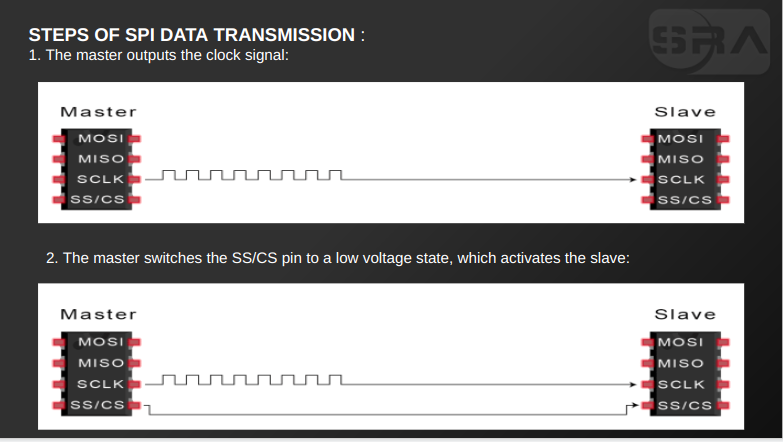 SRA
STEPS OF SPI DATA TRANSMISSION :
1. The master outputs the clock signal:
Master
MOSI
MISO
SCLK
SS/CS
Slave
MOSI
MISO
SCLK
SS/CS
2. The master switches the SS/CS pin to a low voltage state, which activates the slave:
Master
MOSI
MISO
SCLK
SS/CS
Slave
MOSI
MISO
SCLK
SS/CS